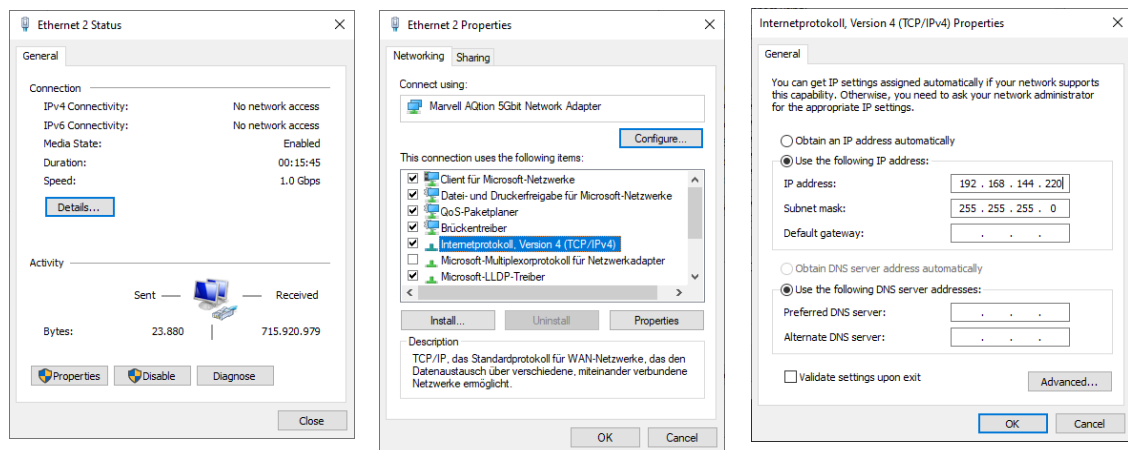 Ethernet 2 Status
General
Connection
IPv4 Connectivity: No network access
IPv6 Connectivity: No network access
Media State: Enabled
Duration: 00:15:45
Speed: 1.0 Gbps
Details...
Activity
Sent Received
Bytes: 23.880 715.920.979
Properties Disable Diagnose
Close
Ethernet 2 Properties
Networking Sharing
Connect using:
Marvell AQtion 5Gbit Network Adapter
Configure...
This connection uses the following items:
Client für Microsoft-Netzwerke
Datei- und Druckerfreigabe für Microsoft-Netzwerke
QoS-Paketplaner
Brückentreiber
Internetprotokoll, Version 4 (TCP/IPv4)
Microsoft-Multiplexorprotokoll für Netzwerkadapter
Microsoft-LLDP-Treiber
Install... Uninstall Properties
Description
TCP/IP, das Standardprotokoll für WAN-Netzwerke, das den
Datenaustausch über verschiedene, miteinander verbundene
Netzwerke ermöglicht.
OK Cancel
Internetprotokoll, Version 4 (TCP/IPv4) Properties
General
You can get IP settings assigned automatically if your network supports
this capability. Otherwise, you need to ask your network administrator
for the appropriate IP settings.
Obtain an IP address automatically
Use the following IP address:
IP address: 192 . 168 . 144 . 220
Subnet mask: 255 . 255 . 255 . 0
Default gateway: . . .
Obtain DNS server address automatically
Use the following DNS server addresses:
Preferred DNS server: . . .
Alternate DNS server: . . .
Validate settings upon exit
Advanced...
OK Cancel